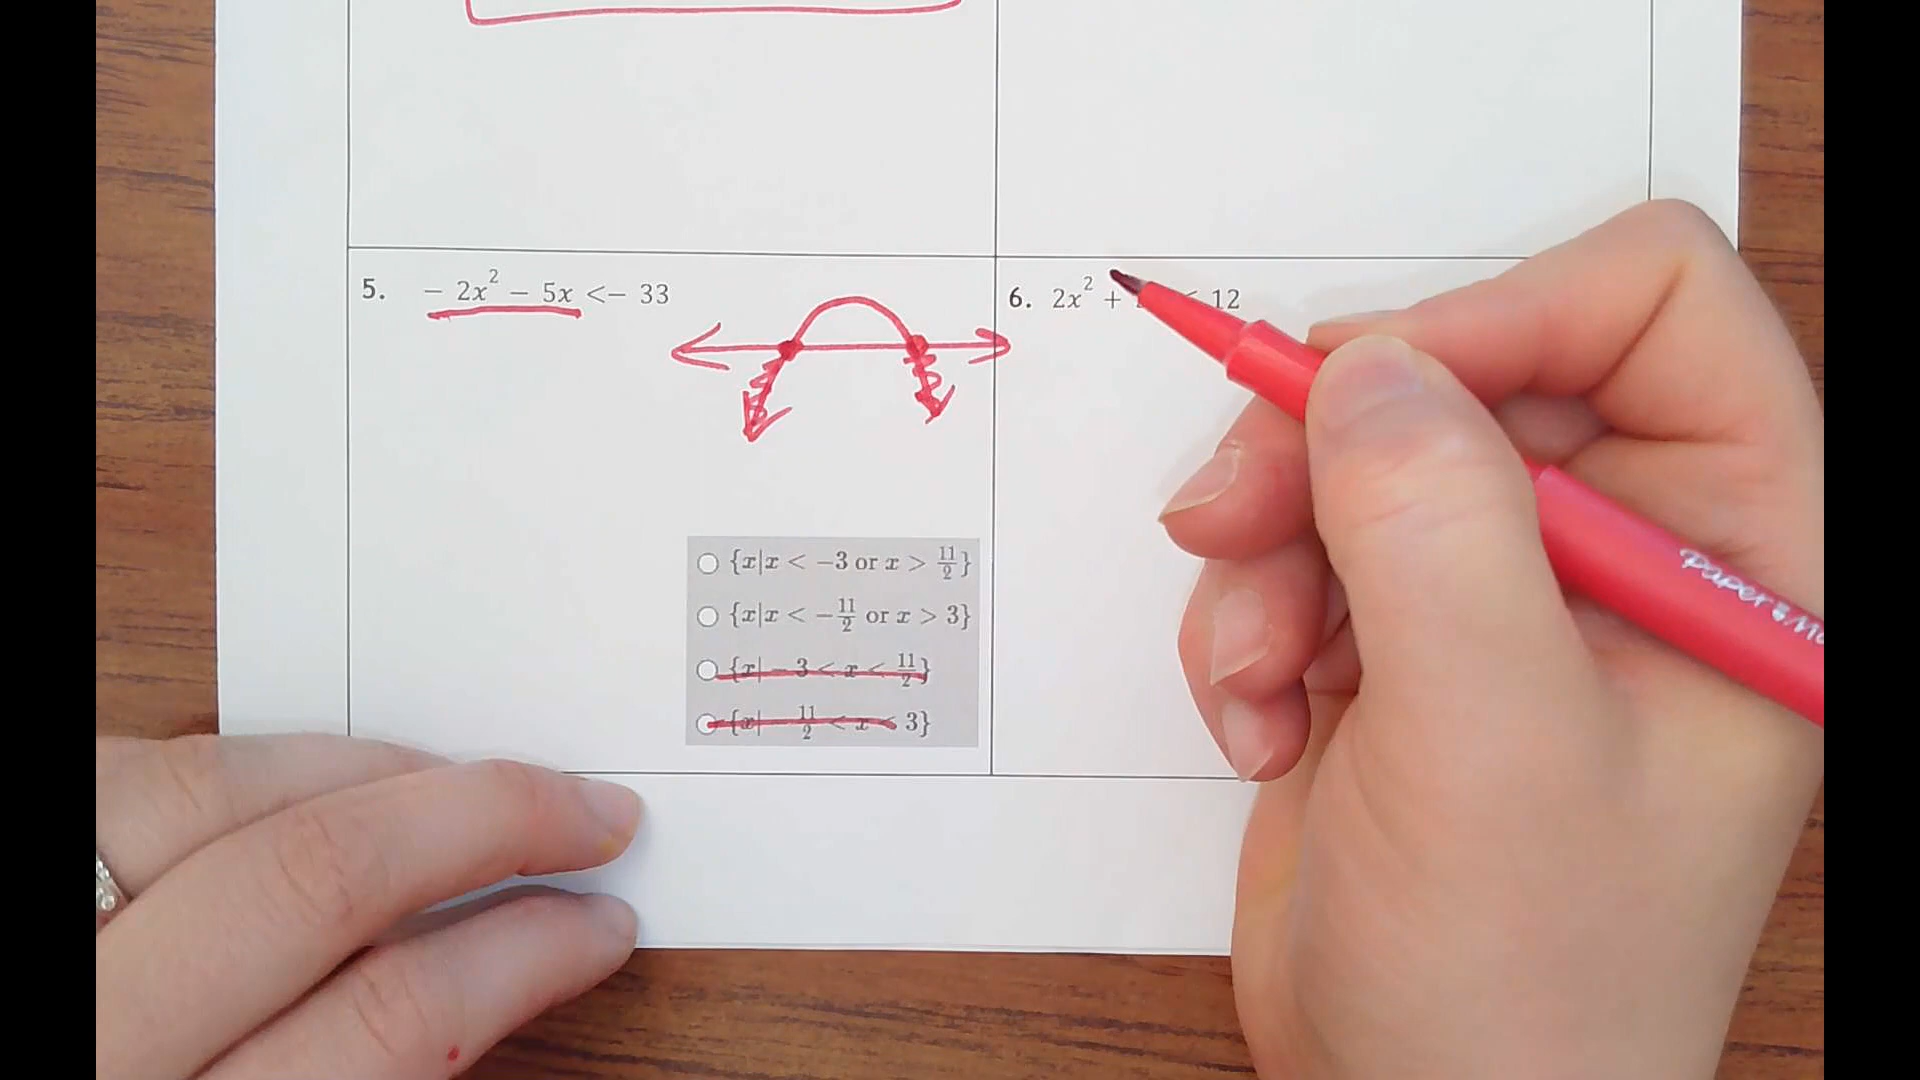 5. − 2x² − 5x <− 33
6. 2x² + < 12
{x|x < −3 or x > 11/2}
{x|x < −11/2 or x > 3}
{x| − 3 < x < 11/2}
{x| − 11/2 < x < 3}
Paper